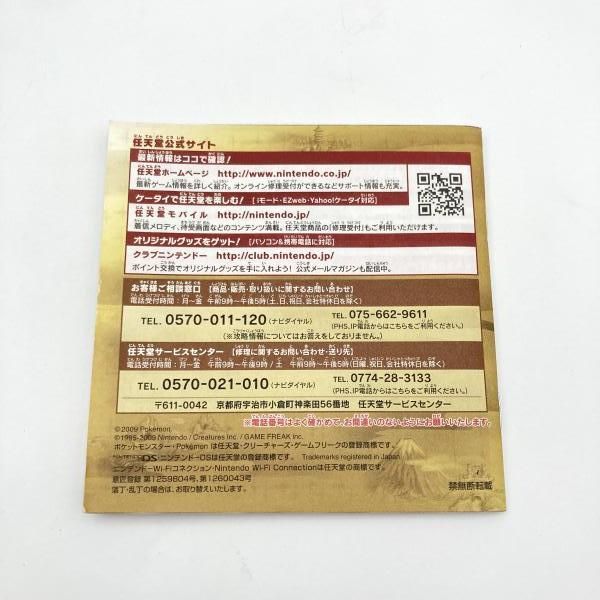 任天堂公式サイト
最新情報はココで確認!
任天堂ホームページ http://www.nintendo.co.jp/
最新ゲーム情報を詳しく紹介。オンライン修理受付ができるなどサポート情報も充実。
ケータイで任天堂を楽しむ! [iモード・EZweb・Yahoo!ケータイ対応]
任天堂モバイル http://nintendo.jp/
着信メロディ、待受画面などのコンテンツ満載。任天堂商品の「修理受付」もご利用いただけます。
オリジナルグッズをゲット! [パソコン&携帯電話に対応]
クラブニンテンドー http://club.nintendo.jp/
ポイント交換でオリジナルグッズを手に入れよう! 公式メールマガジンも配信中。
お客様ご相談窓口 [商品・販売・取り扱いに関するお問い合わせ]
電話受付時間:月~金 午前9時~午後5時(土、日、祝日、会社特休日を除く)
TEL. 0570-011-120 (ナビダイヤル) TEL. 075-662-9611
(PHS、IP電話からはこちらをご利用ください。)
(※攻略情報についてはお答えをしておりません。)
任天堂サービスセンター [修理に関するお問い合わせ・送り先]
電話受付時間:月~金 午前9時~午後9時/土 午前9時~午後5時(日曜、祝日、会社特休日を除く)
TEL. 0570-021-010 (ナビダイヤル) TEL. 0774-28-3133
(PHS、IP電話からはこちらをご利用ください。)
〒611-0042 京都府宇治市小倉町神楽田56番地 任天堂サービスセンター
※電話番号はよく確かめて、お間違いのないようにお願いいたします。
©2009 Pokémon.
©1995-2009 Nintendo / Creatures inc. / GAME FREAK inc.
ポケットモンスター・Pokémonは任天堂・クリーチャーズ・ゲームフリークの登録商標です。
NINTENDO DS・ニンテンドーDSは任天堂の登録商標です。 Trademarks registered in Japan
ニンテンドーWi-Fiコネクション・Nintendo Wi-Fi Connectionは任天堂の商標です。
意匠登録 第1259804号、第1260043号
落丁・乱丁の場合は、お取り替えいたします。
禁無断転載